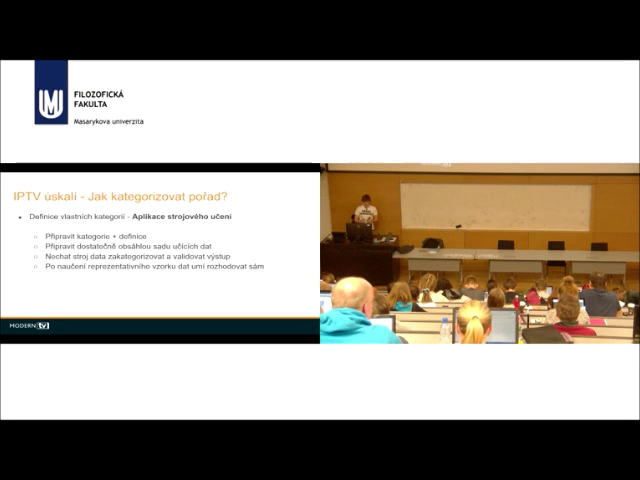 FILOZOFICKÁ
FAKULTA
Masarykova univerzita
IPTV úskalí - Jak kategorizovat pořad?
• Definice vlastních kategorií - Aplikace strojového učení
○ Připravit kategorie + definice
○ Připravit dostatečně obsáhlou sadu učících dat
○ Nechat stroj data zakategorizovat a validovat výstup
○ Po naučení reprezentativního vzorku dat umí rozhodovat sám
MODERN tv